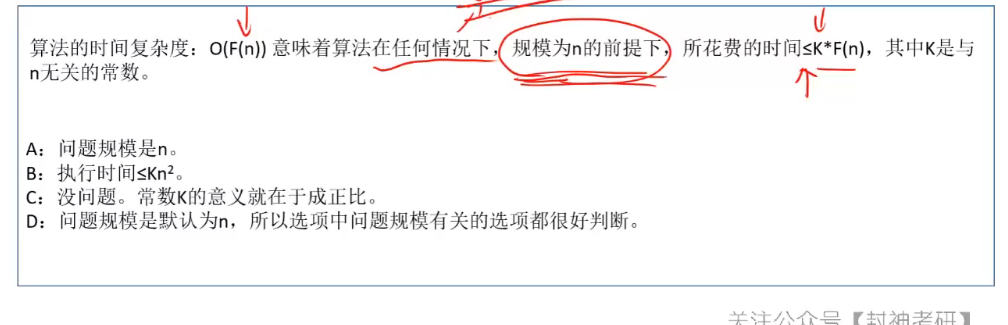 算法的时间复杂度：O(F(n)) 意味着算法在任何情况下，规模为n的前提下，所花费的时间≤K*F(n)，其中K是与
n无关的常数。
A：问题规模是n。
B：执行时间≤Kn²。
C：没问题。常数K的意义就在于成正比。
D：问题规模是默认为n，所以选项中问题规模有关的选项都很好判断。
关注公众号【封神考研】